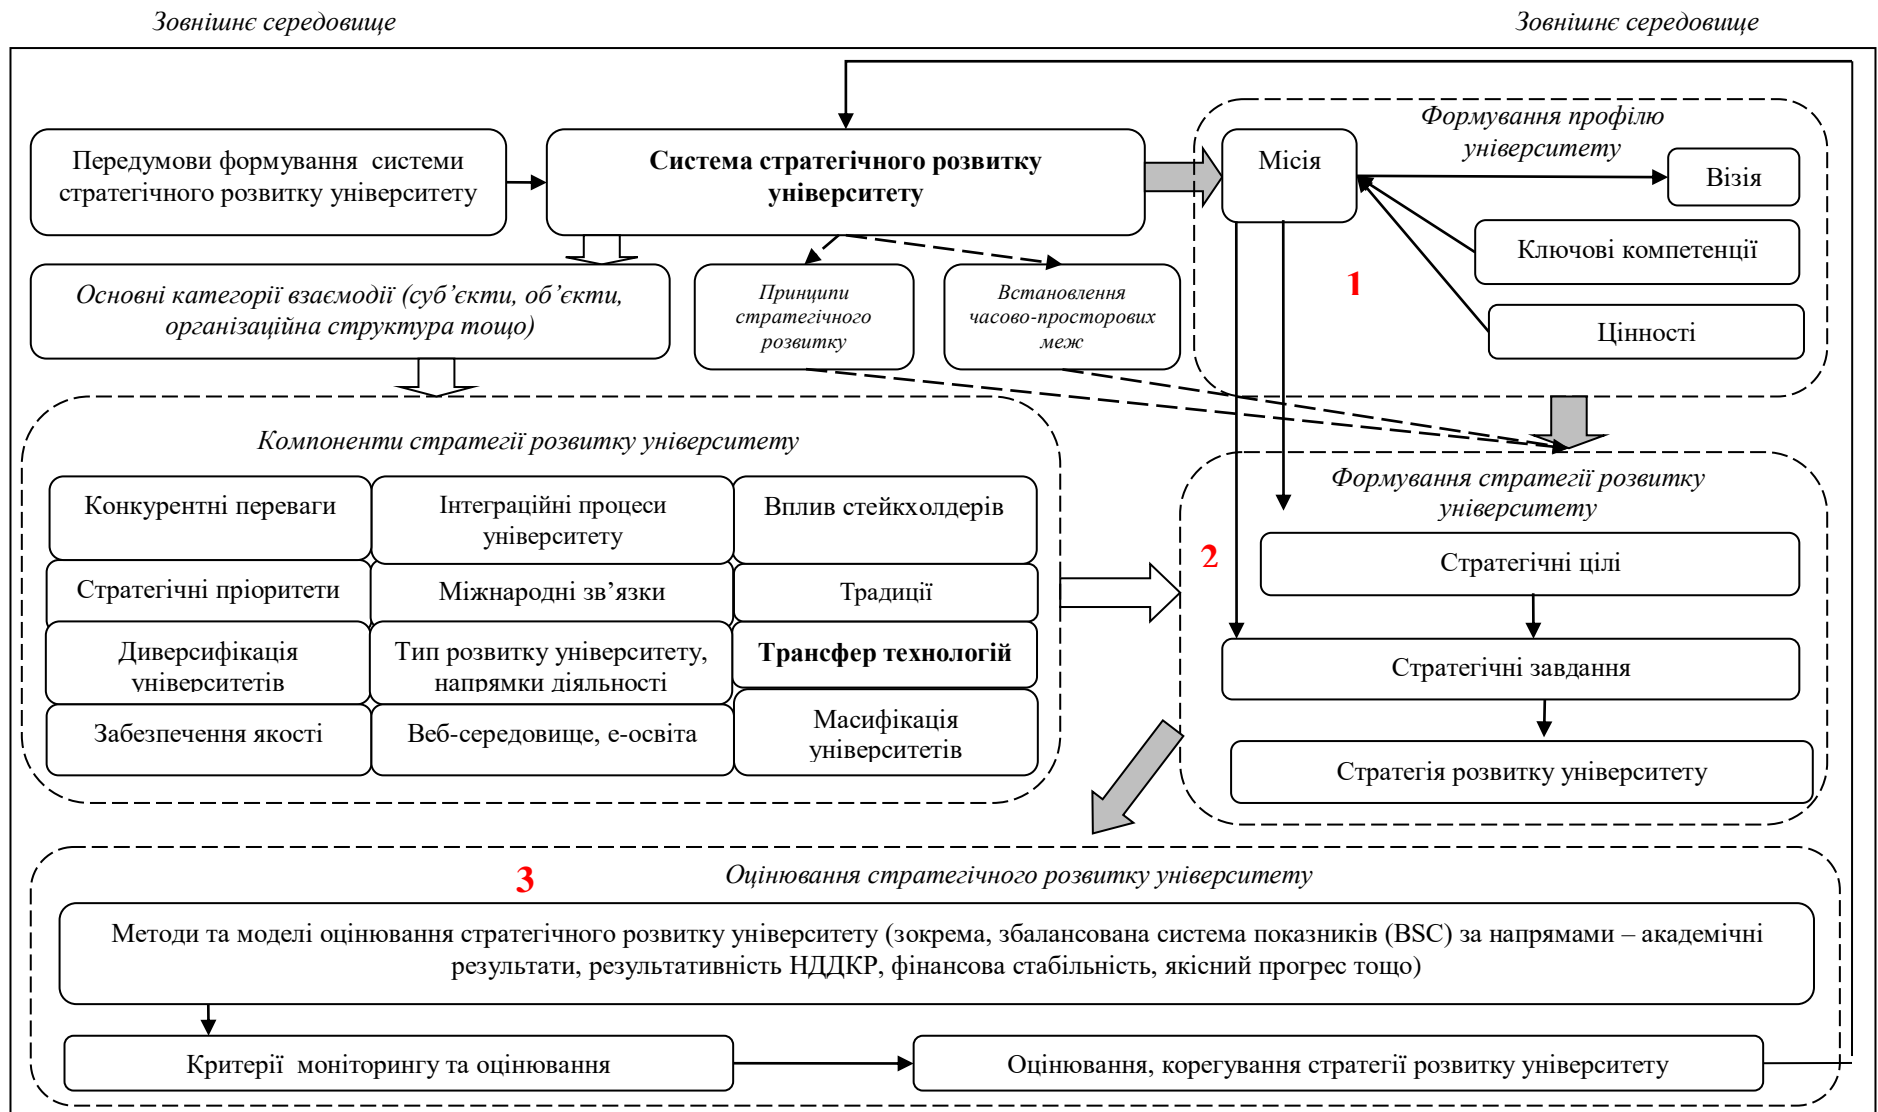 Зовнішнє середовище
Зовнішнє середовище
Передумови формування системи
стратегічного розвитку університету
Система стратегічного розвитку
університету
Формування профілю
університету
Місія
Візія
Ключові компетенції
Цінності
1
Основні категорії взаємодії (суб’єкти, об’єкти,
організаційна структура тощо)
Принципи
стратегічного
розвитку
Встановлення
часово-просторових
меж
Компоненти стратегії розвитку університету
Конкурентні переваги
Інтеграційні процеси
університету
Вплив стейкхолдерів
Стратегічні пріоритети
Міжнародні зв’язки
Традиції
Диверсифікація
університетів
Тип розвитку університету,
напрямки діяльності
Трансфер технологій
Забезпечення якості
Веб-середовище, е-освіта
Масифікація
університетів
Формування стратегії розвитку
університету
2
Стратегічні цілі
Стратегічні завдання
Стратегія розвитку університету
3
Оцінювання стратегічного розвитку університету
Методи та моделі оцінювання стратегічного розвитку університету (зокрема, збалансована система показників (BSC) за напрямами – академічні
результати, результативність НДДКР, фінансова стабільність, якісний прогрес тощо)
Критерії моніторингу та оцінювання
Оцінювання, корегування стратегії розвитку університету